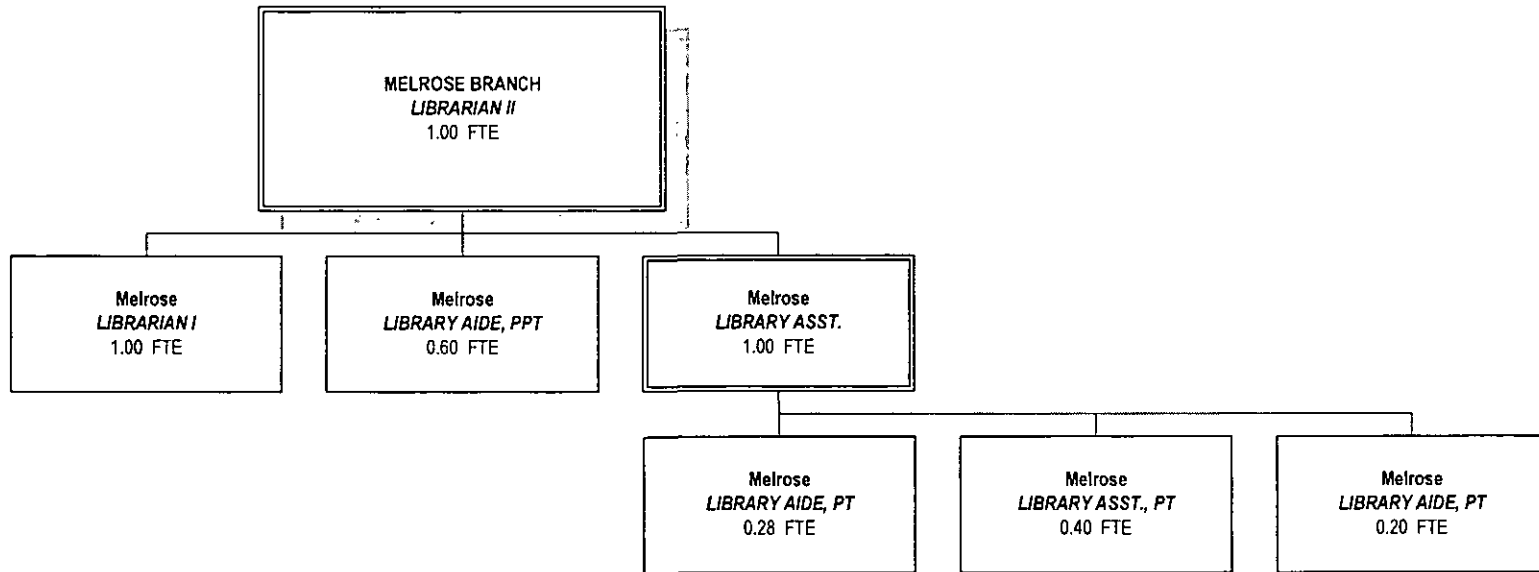 MELROSE BRANCH
LIBRARIAN II
1.00 FTE
Melrose
LIBRARIAN I
1.00 FTE
Melrose
LIBRARY AIDE, PPT
0.60 FTE
Melrose
LIBRARY ASST.
1.00 FTE
Melrose
LIBRARY AIDE, PT
0.28 FTE
Melrose
LIBRARY ASST., PT
0.40 FTE
Melrose
LIBRARY AIDE, PT
0.20 FTE